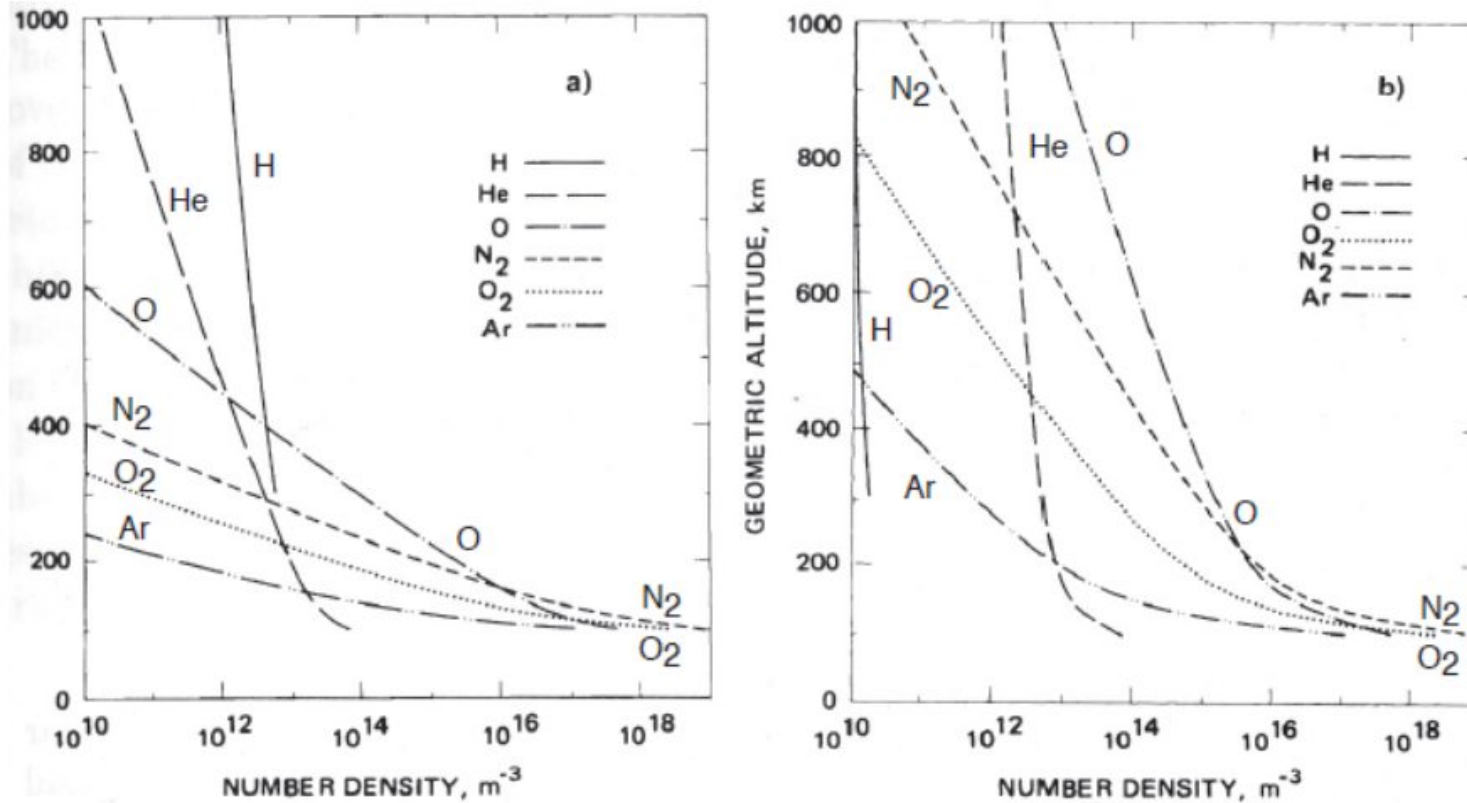 1000
800
600
400
200
0
a)
H
He
O
N2
O2
Ar
H
He
O
N2
O2
Ar
O
N2
O2
10^10
10^12
10^14
10^16
10^18
NUMBER DENSITY, m^-3
GEOMETRIC ALTITUDE, km
1000
800
600
400
200
0
b)
H
He
O
O2
N2
Ar
N2
He
O
O2
H
Ar
O
N2
O2
10^10
10^12
10^14
10^16
10^18
NUMBER DENSITY, m^-3